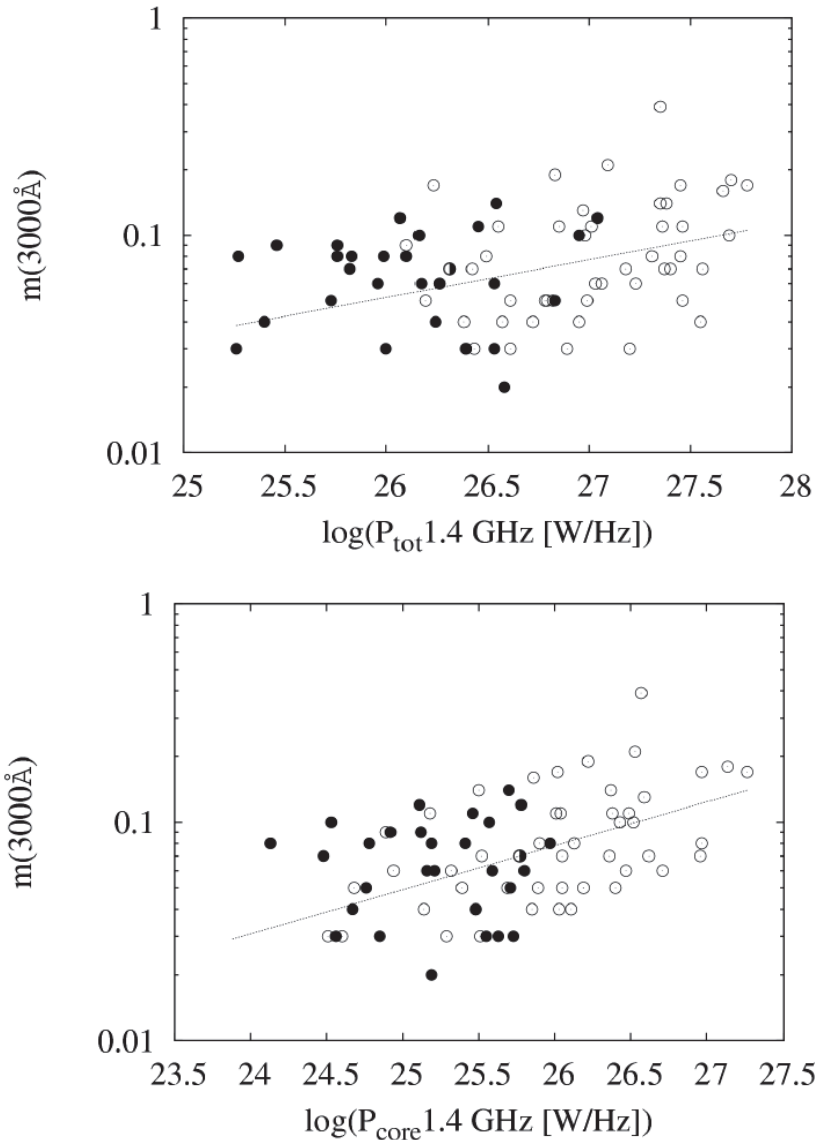 1
0.1
0.01
m(3000Å)
25 25.5 26 26.5 27 27.5 28
log(Ptot1.4 GHz [W/Hz])
1
0.1
0.01
m(3000Å)
23.5 24 24.5 25 25.5 26 26.5 27 27.5
log(Pcore1.4 GHz [W/Hz])